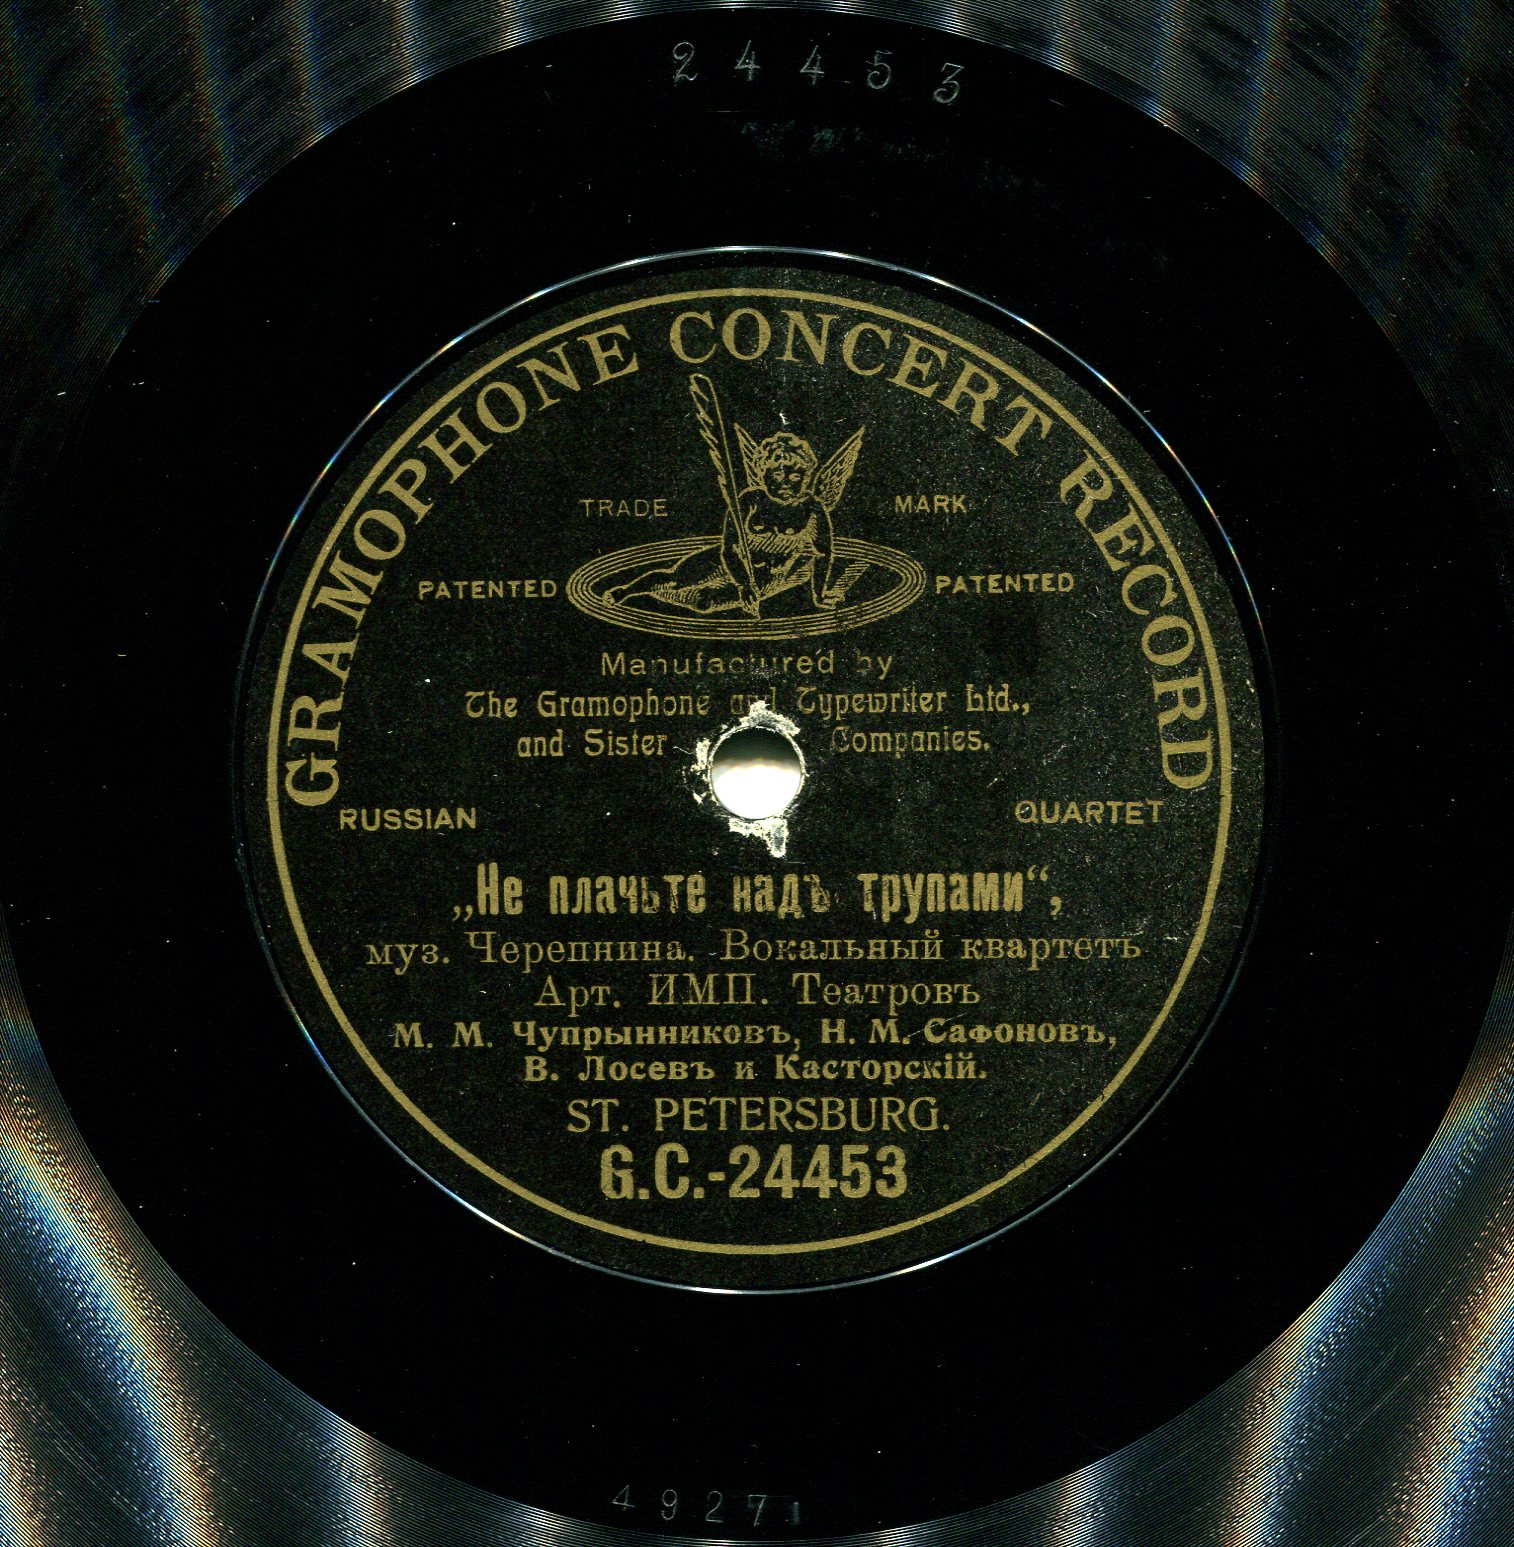 24453
GRAMOPHONE CONCERT RECORD
TRADE MARK
PATENTED PATENTED
Manufactured by
The Gramophone and Typewriter Ltd.,
and Sister Companies.
RUSSIAN QUARTET
„Не плачьте надъ трупами“,
муз. Черепнина. Вокальный квартетъ
Арт. ИМП. Театровъ
М. М. Чупрынниковъ, Н. М. Сафоновъ,
В. Лосевъ и Касторскій.
ST. PETERSBURG.
G.C.-24453
4927